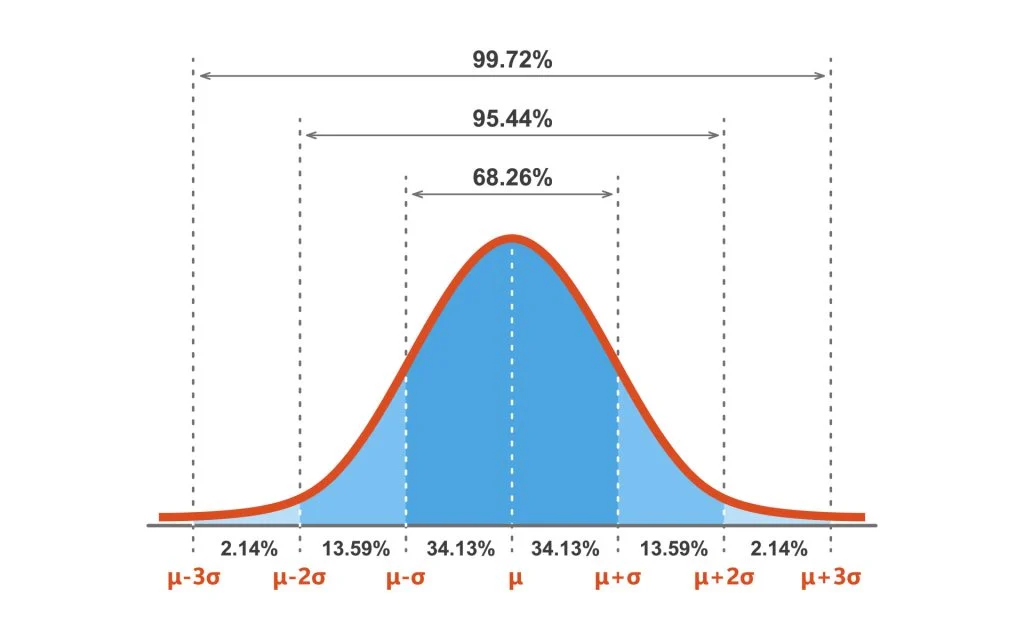 99.72%
95.44%
68.26%
2.14% 13.59% 34.13% 34.13% 13.59% 2.14%
μ-3σ μ-2σ μ-σ μ μ+σ μ+2σ μ+3σ